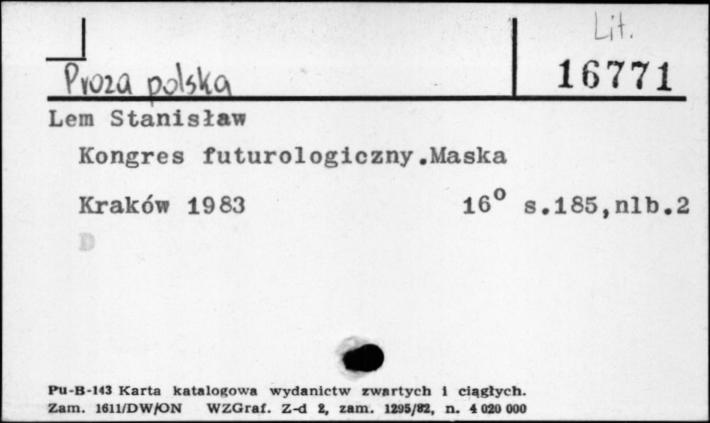 Lit.
Proza polska
16771
Lem Stanisław
Kongres futurologiczny.Maska
Kraków 1983 16⁰ s.185,nlb.2
D
Pu-B-143 Karta katalogowa wydawnictw zwartych i ciągłych.
Zam. 1611/DW/ON WZGraf. Z-d 2, zam. 1295/82, n. 4 020 000